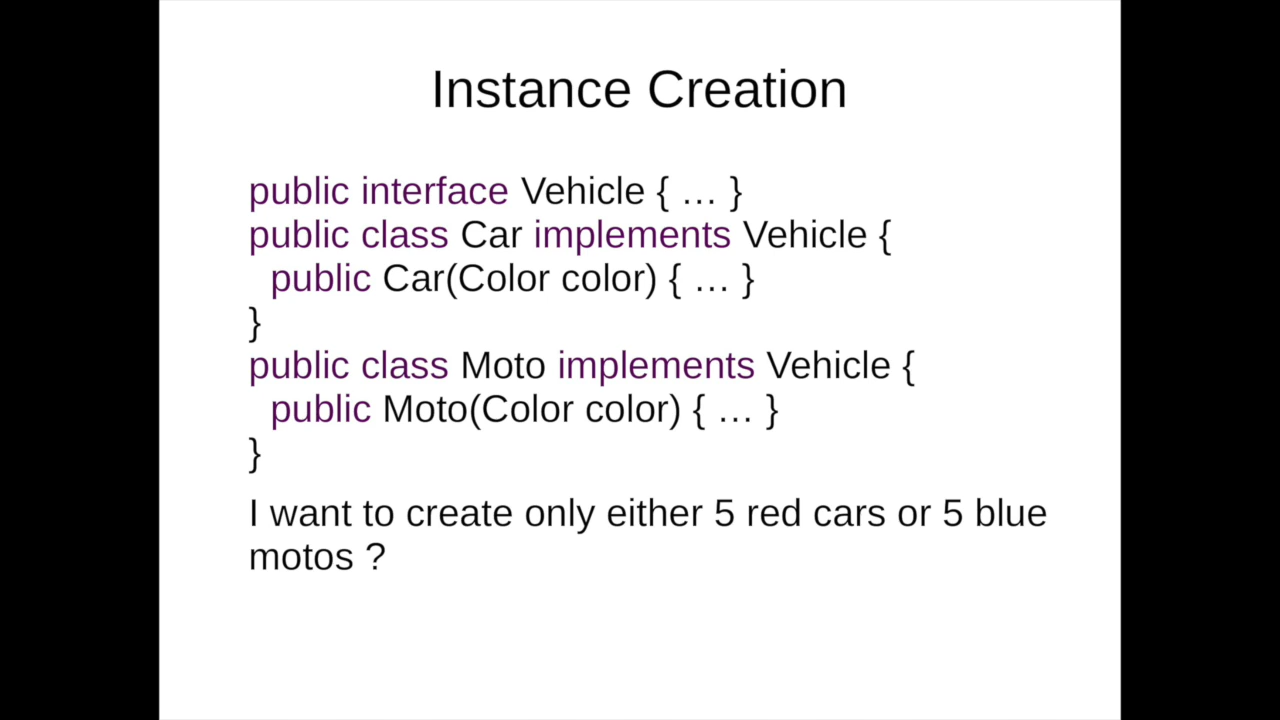 Instance Creation
public interface Vehicle { … }
public class Car implements Vehicle {
public Car(Color color) { … }
}
public class Moto implements Vehicle {
public Moto(Color color) { … }
}
I want to create only either 5 red cars or 5 blue
motos ?